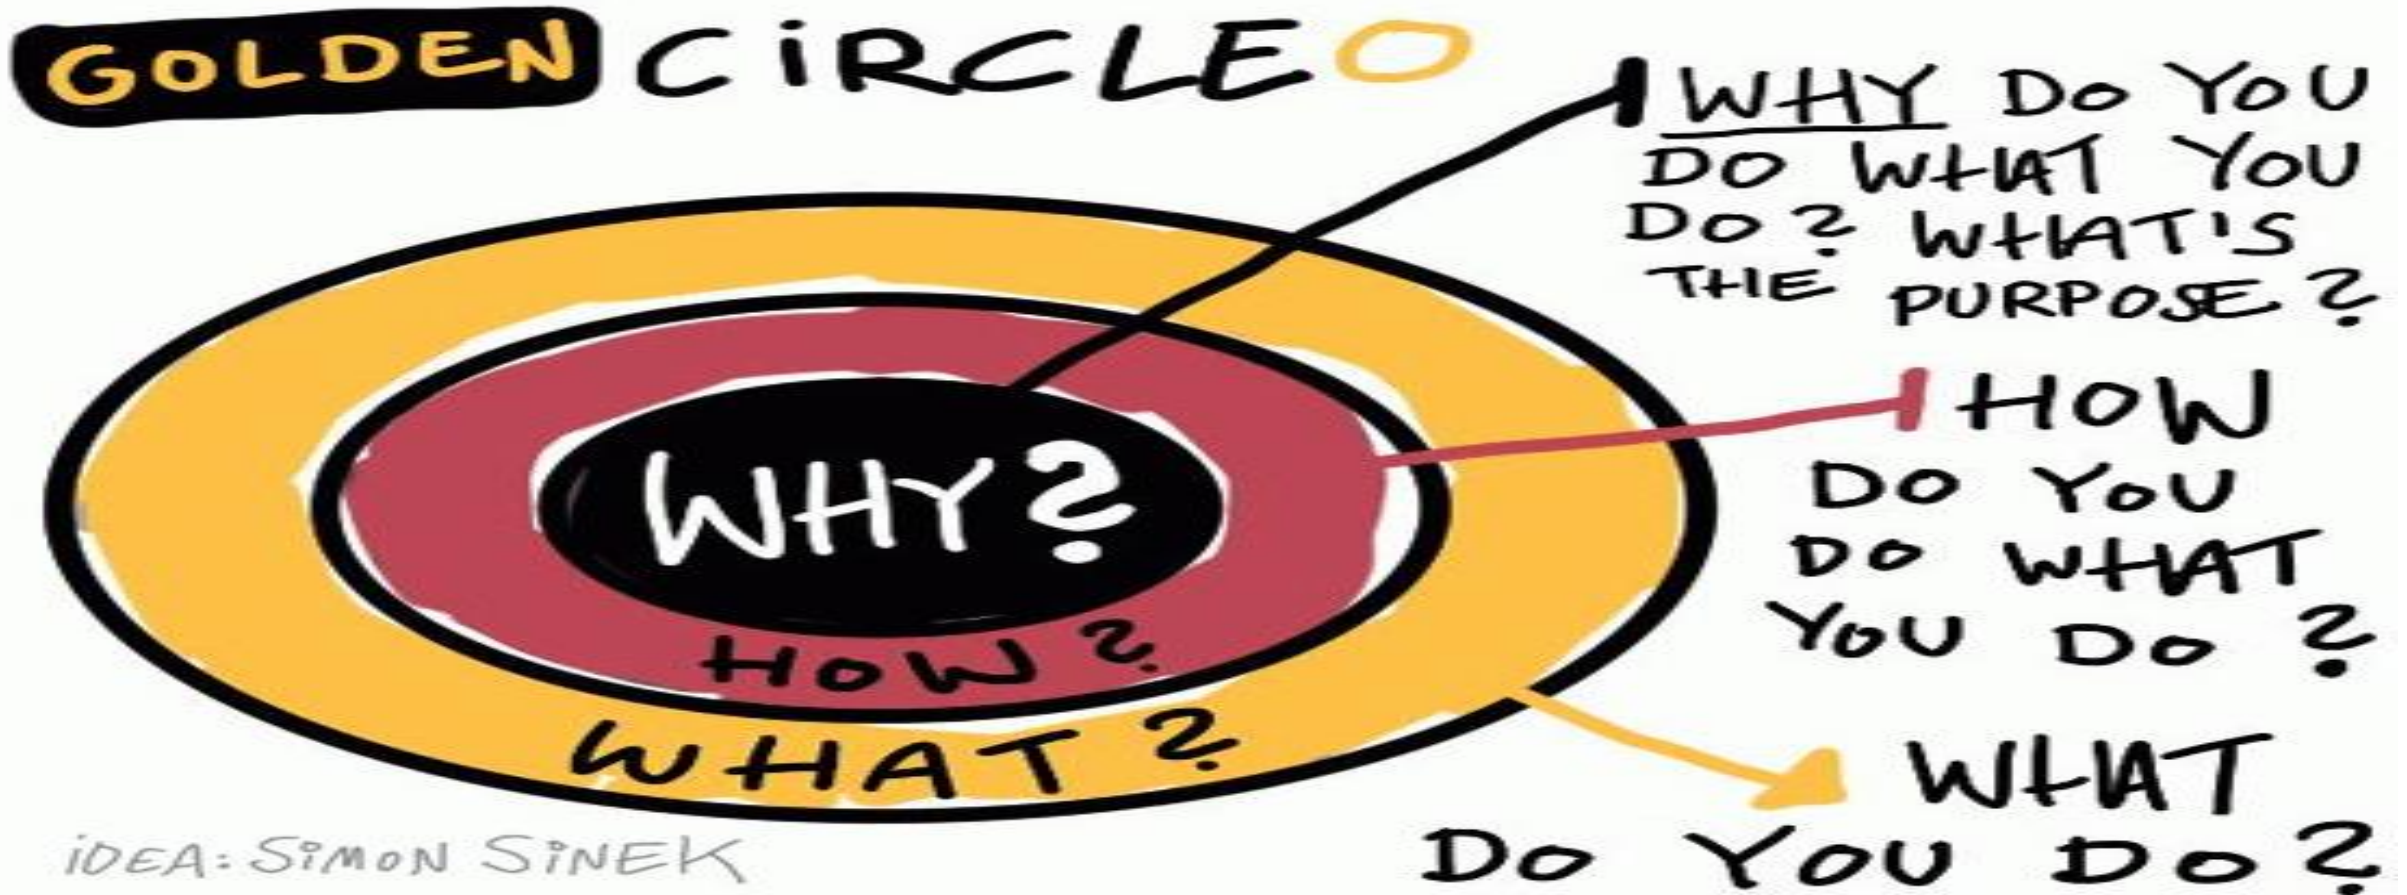 GOLDEN CiRCLE
WHY DO YOU
DO WHAT YOU
DO? WHAT'S
THE PURPOSE?
WHY?
HOW?
WHAT?
HOW
DO YOU
DO WHAT
YOU DO?
WHAT
DO YOU DO?
iDEA: SiMON SiNEK